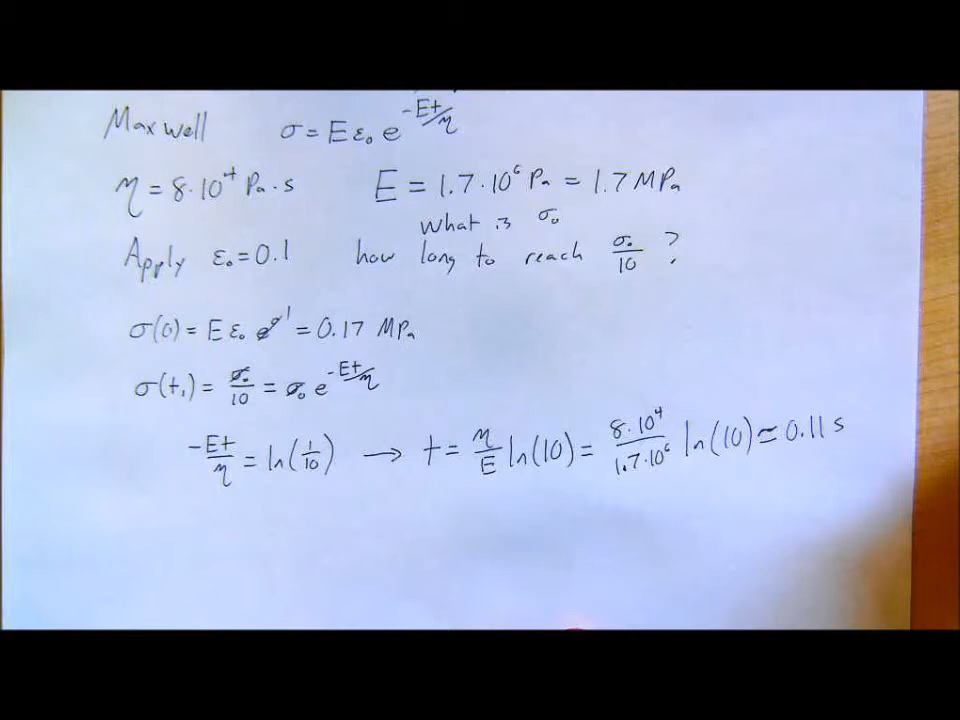 Maxwell σ = E ε₀ e^(-Et/η)
η = 8·10⁴ Pa·s E = 1.7·10⁶ Pa = 1.7 MPa
What is σ₀
Apply ε₀ = 0.1 how long to reach σ₀/10 ?
σ(0) = E ε₀ e⁰ ¹ = 0.17 MPa
σ(t₁) = σ₀/10 = σ₀ e^(-Et/η)
-Et/η = ln(1/10) → t = η/E ln(10) = 8·10⁴/1.7·10⁶ ln(10) ≃ 0.11 s